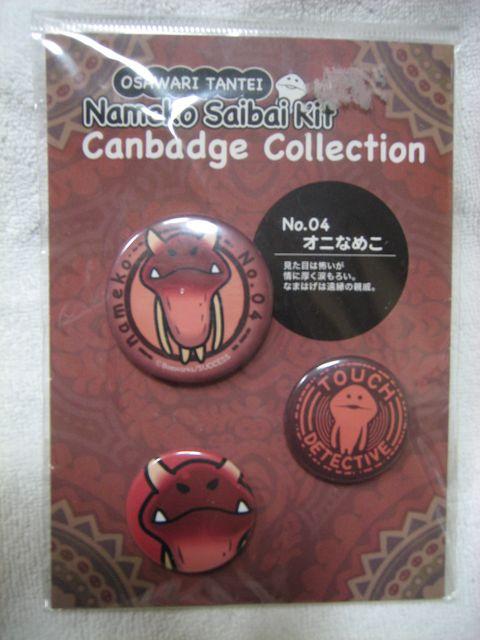 OSAWARI TANTEI
Nameko Saibai Kit
Canbadge Collection
No.04
オニなめこ
見た目は怖いが
情に厚く涙もろい。
なまはげは遠縁の親戚。
nameko
No.04
©Beeworks/SUCCESS
TOUCH
DETECTIVE